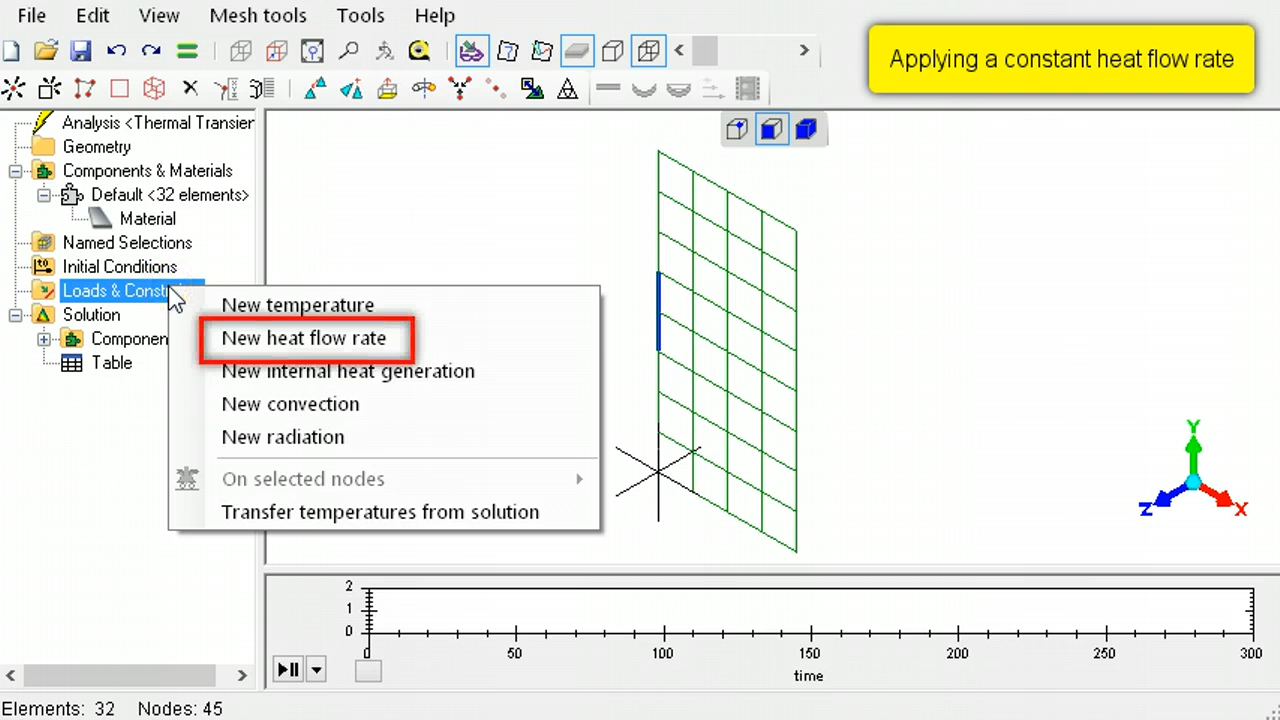 File Edit View Mesh tools Tools Help
Applying a constant heat flow rate
Analysis <Thermal Transier
Geometry
Components & Materials
Default <32 elements>
Material
Named Selections
Initial Conditions
Loads & Const
Solution
Componen
Table
New temperature
New heat flow rate
New internal heat generation
New convection
New radiation
On selected nodes
Transfer temperatures from solution
Y
Z
X
2
1
0
0 50 100 150 200 250 300
time
Elements: 32 Nodes: 45